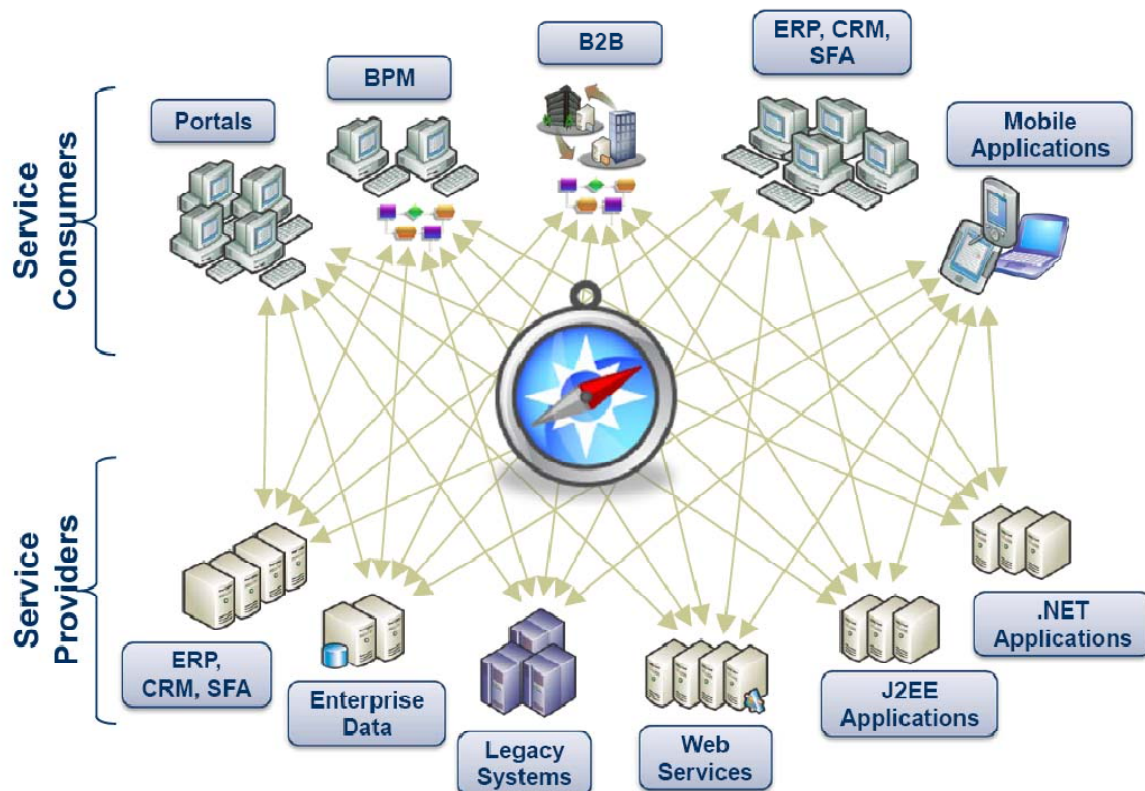 B2B
ERP, CRM,
SFA
BPM
Portals
Mobile
Applications
Service
Consumers
Service
Providers
ERP,
CRM, SFA
Enterprise
Data
Legacy
Systems
Web
Services
J2EE
Applications
.NET
Applications